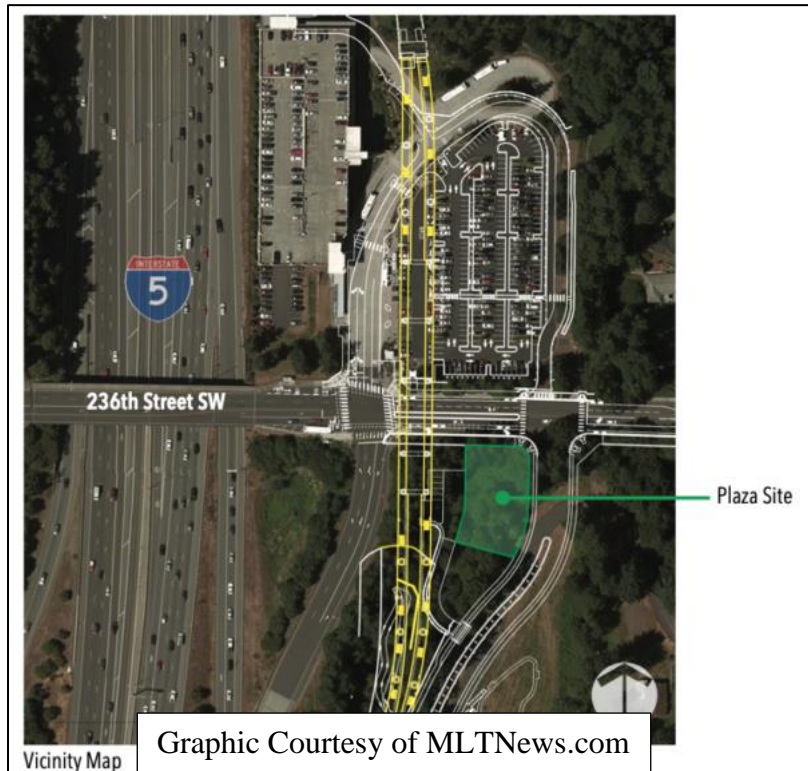 INTERSTATE
5
236th Street SW
Plaza Site
Graphic Courtesy of MLTNews.com
Vicinity Map